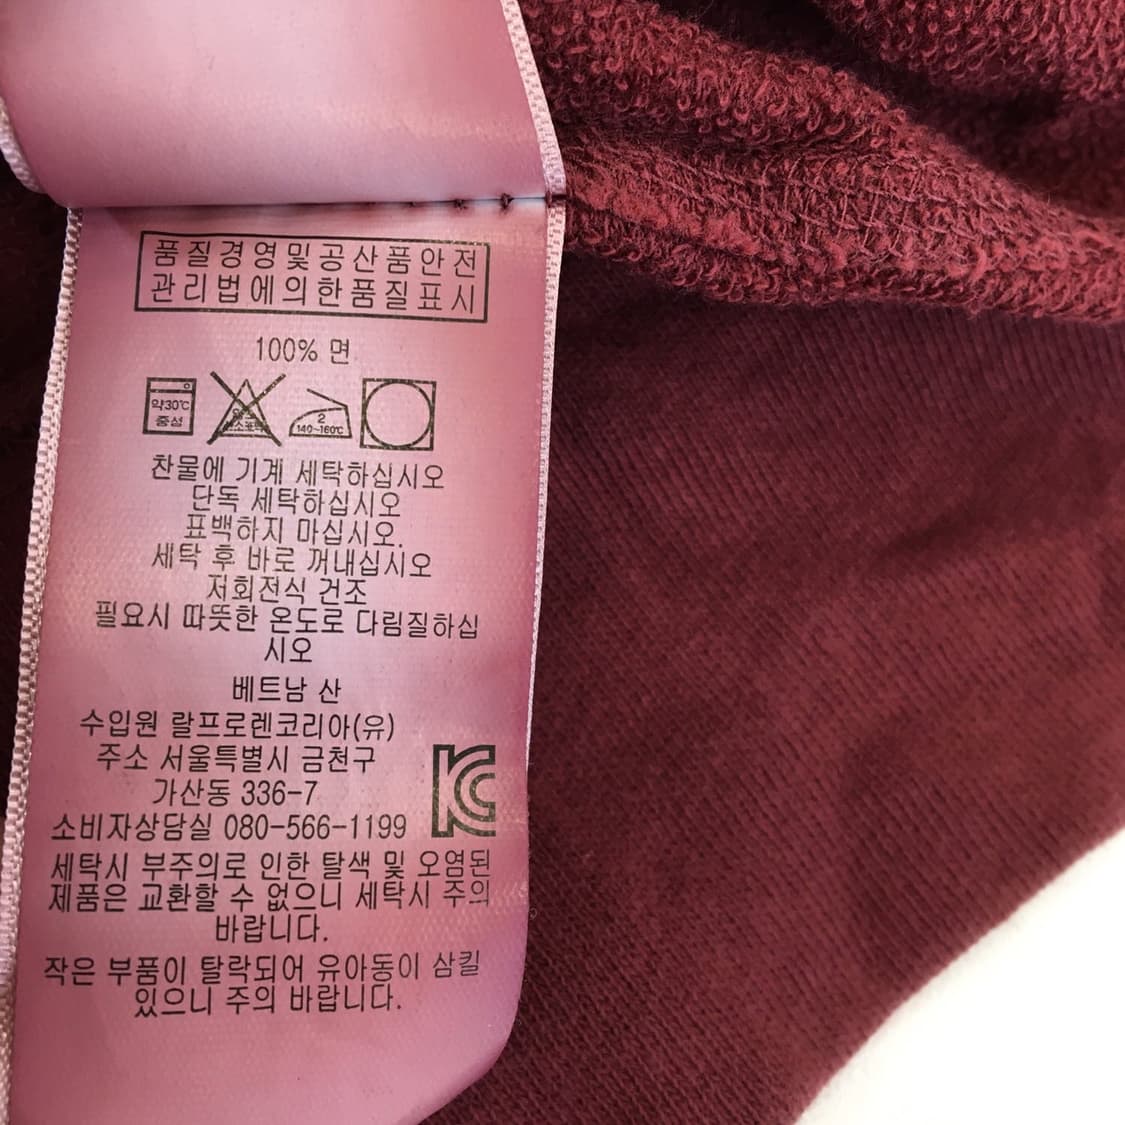 품질경영및공산품안전
관리법에의한품질표시
100% 면
약30℃
중성
2
140~160℃
찬물에 기계 세탁하십시오
단독 세탁하십시오
표백하지 마십시오.
세탁 후 바로 꺼내십시오
저회전식 건조
필요시 따뜻한 온도로 다림질하십
시오
베트남 산
수입원 랄프로렌코리아(유)
주소 서울특별시 금천구
가산동 336-7
소비자상담실 080-566-1199
세탁시 부주의로 인한 탈색 및 오염된
제품은 교환할 수 없으니 세탁시 주의
바랍니다.
작은 부품이 탈락되어 유아동이 삼킬
있으니 주의 바랍니다.